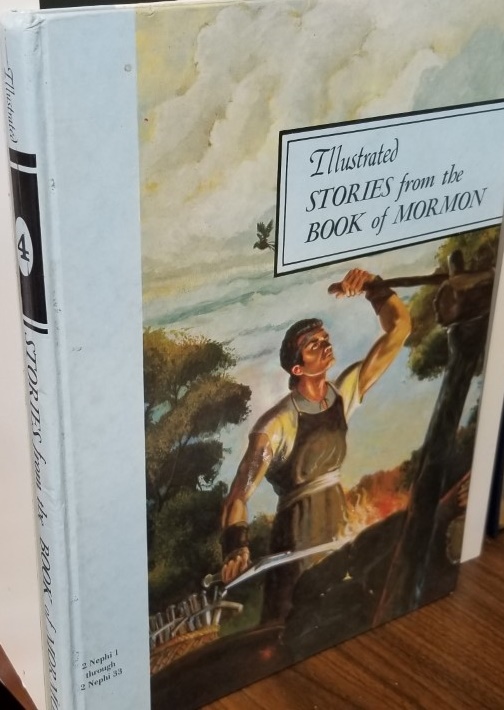 Illustrated
STORIES from the
BOOK of MORMON
2 Nephi 1
through
2 Nephi 33
Illustrated
4
STORIES from the BOOK of MORMON